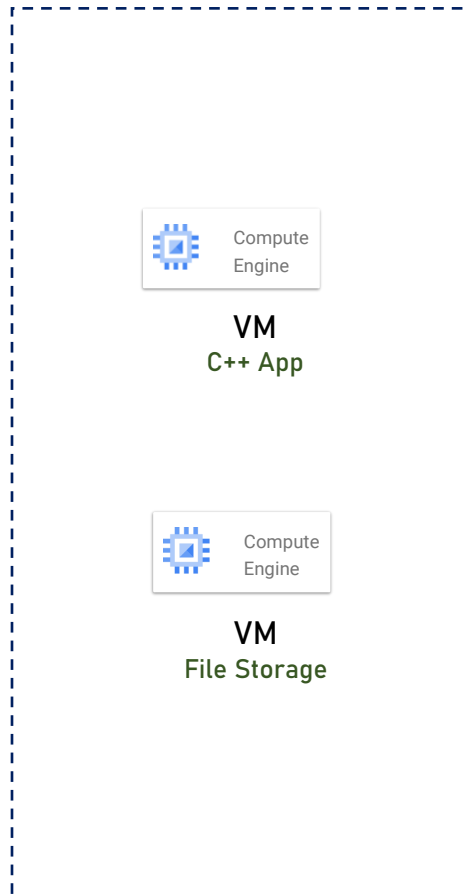 Compute
Engine
VM
C++ App
Compute
Engine
VM
File Storage